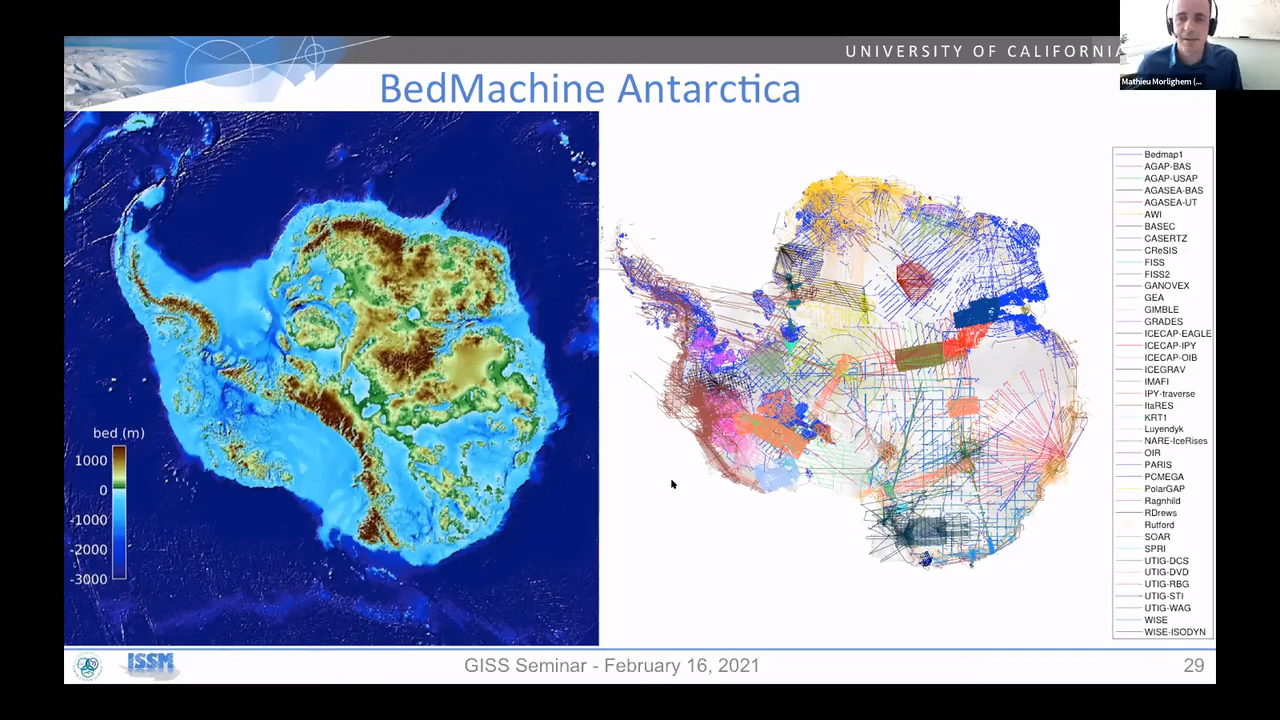 UNIVERSITY OF CALIFORNIA
Mathieu Morlighem (...
BedMachine Antarctica
bed (m)
1000
0
-1000
-2000
-3000
Bedmap1
AGAP-BAS
AGAP-USAP
AGASEA-BAS
AGASEA-UT
AWI
BASEC
CASERTZ
CReSIS
FISS
FISS2
GANOVEX
GEA
GIMBLE
GRADES
ICECAP-EAGLE
ICECAP-IPY
ICECAP-OIB
ICEGRAV
IMAFI
IPY-traverse
ItaRES
KRT1
Luyendyk
NARE-IceRises
OIR
PARIS
PCMEGA
PolarGAP
Ragnhild
RDrews
Rutford
SOAR
SPRI
UTIG-DCS
UTIG-DVD
UTIG-RBG
UTIG-STI
UTIG-WAG
WISE
WISE-ISODYN
ISSM
GISS Seminar - February 16, 2021
29